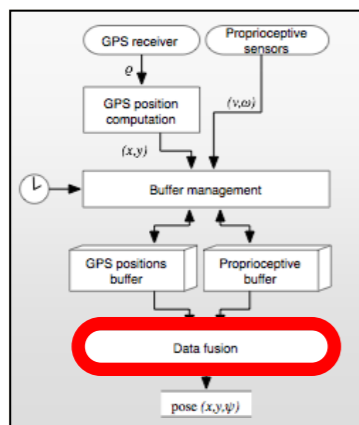 GPS receiver
Proprioceptive
sensors
ϱ
GPS position
computation
(v,ω)
(x,y)
Buffer management
GPS positions
buffer
Proprioceptive
buffer
Data fusion
pose (x,y,ψ)